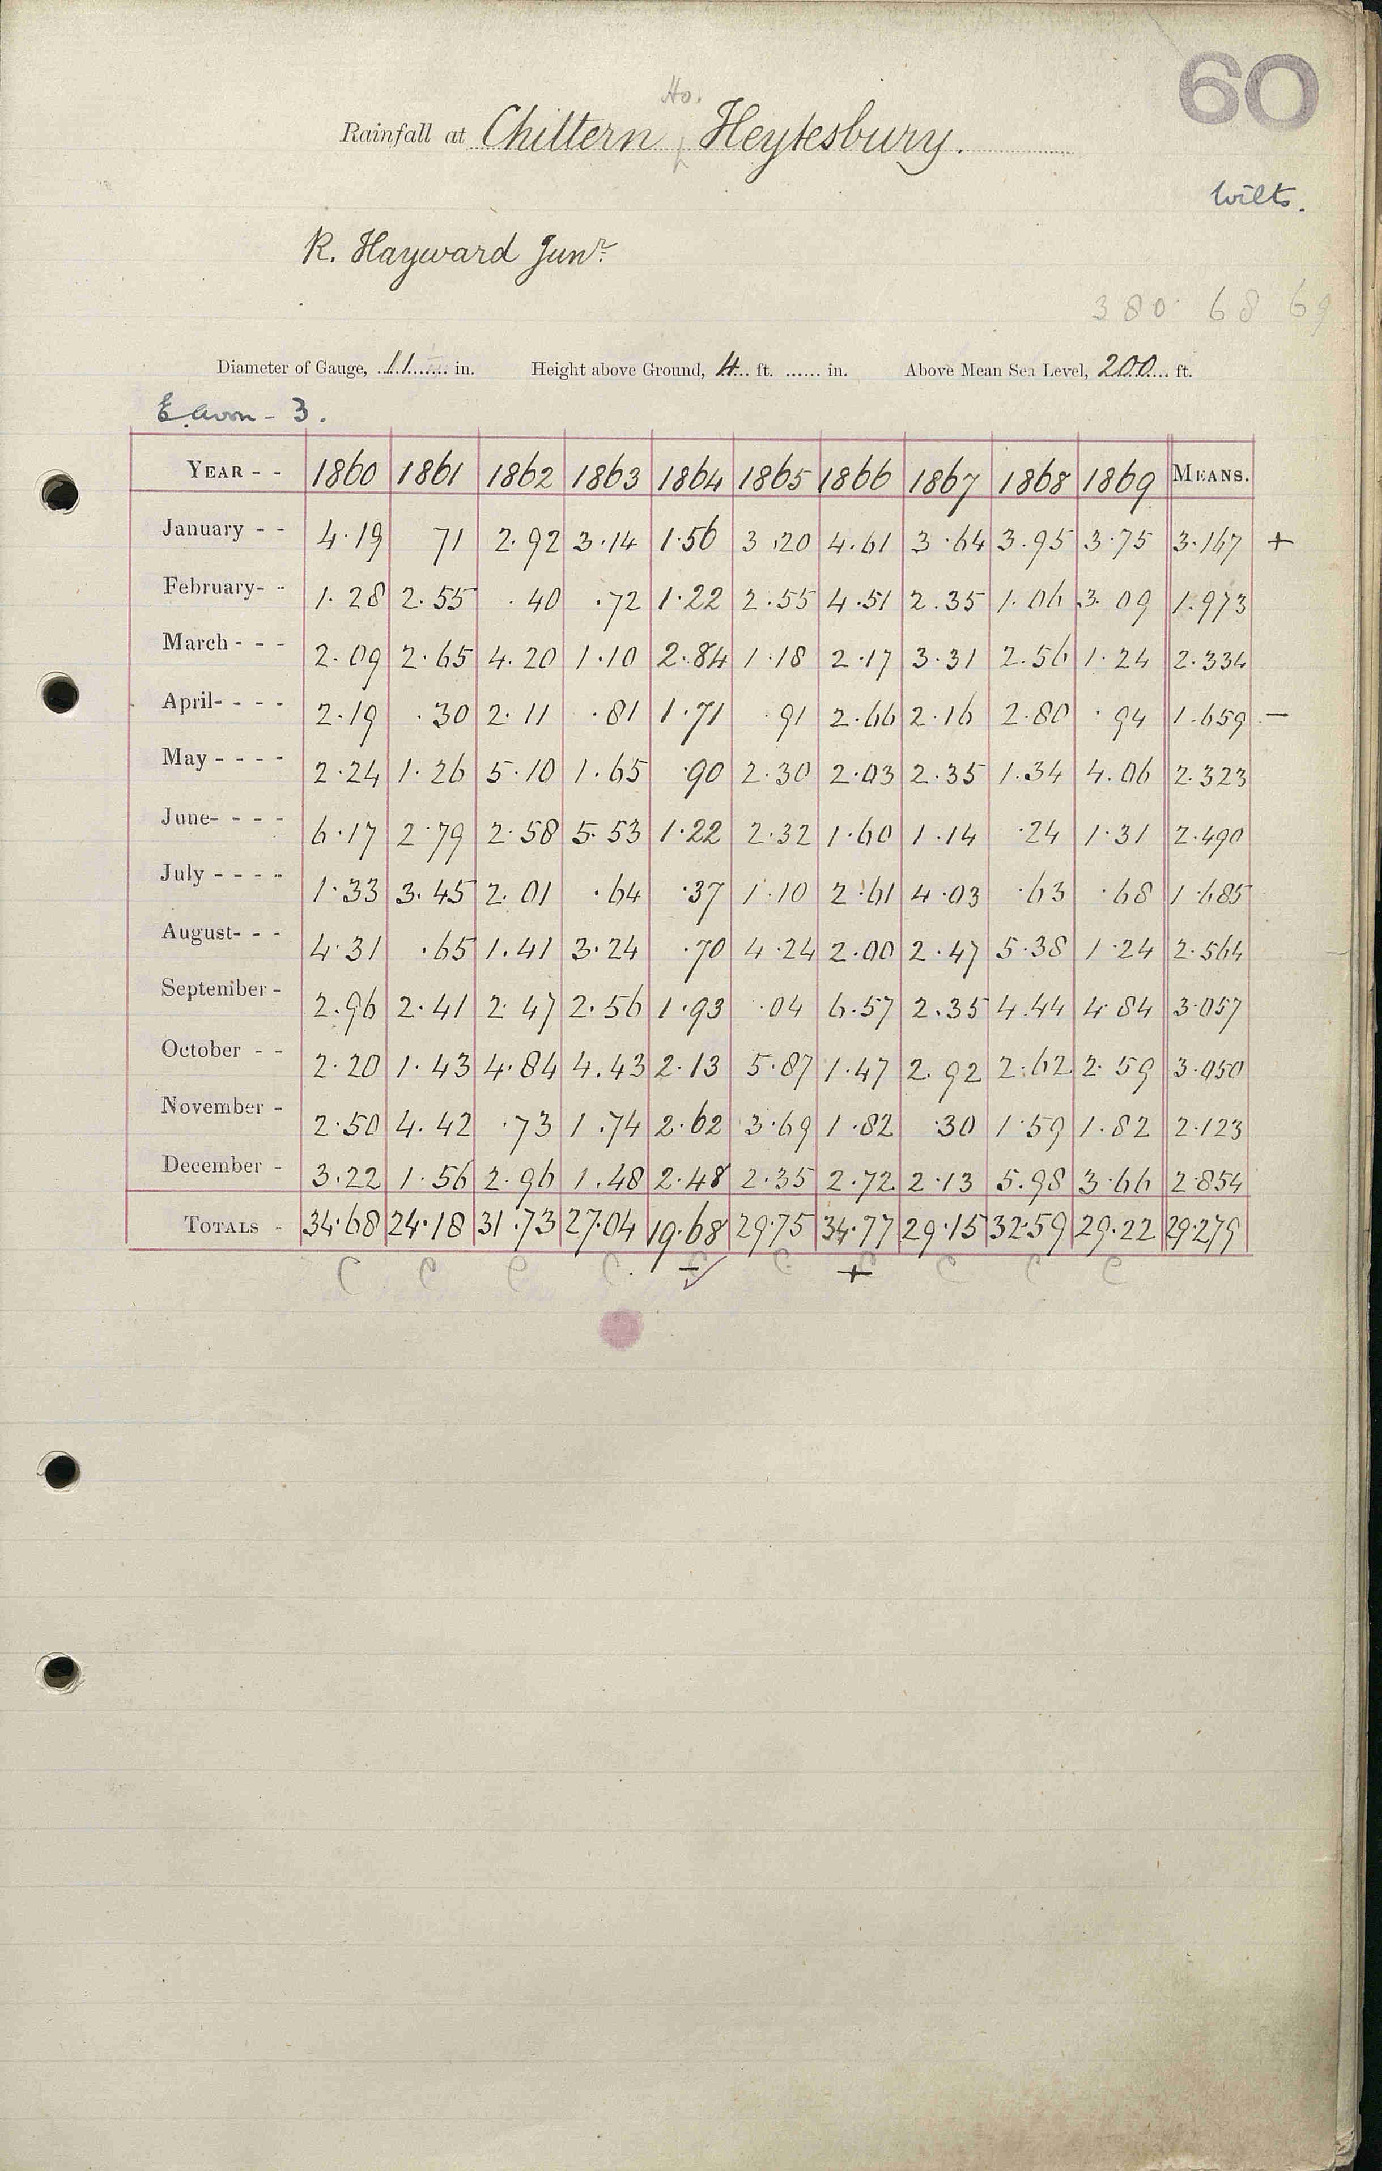 60
Ho.
Rainfall at Chiltern Heytesbury.
Wilts.
R. Hayward Junr.
380 68 69
Diameter of Gauge, 11 in. Height above Ground, 4 ft. in. Above Mean Sea Level, 200 ft.
E. Avon - 3.
YEAR - - 1860 1861 1862 1863 1864 1865 1866 1867 1868 1869 MEANS.
January - - 4.19 71 2.92 3.14 1.56 3.20 4.61 3.64 3.95 3.75 3.167 +
February- - 1.28 2.55 .40 .72 1.22 2.55 4.51 2.35 1.06 3.09 1.973
March - - - 2.09 2.65 4.20 1.10 2.84 1.18 2.17 3.31 2.56 1.24 2.334
April- - - - 2.19 .30 2.11 .81 1.71 .91 2.66 2.16 2.80 .94 1.659 -
May - - - - 2.24 1.26 5.10 1.65 .90 2.30 2.03 2.35 1.34 4.06 2.323
June- - - - 6.17 2.79 2.58 5.53 1.22 2.32 1.60 1.14 .24 1.31 2.490
July - - - - 1.33 3.45 2.01 .64 .37 1.10 2.61 4.03 .63 .68 1.685
August- - - 4.31 .65 1.41 3.24 .70 4.24 2.00 2.47 5.38 1.24 2.564
September - 2.96 2.41 2.47 2.56 1.93 .04 6.57 2.35 4.44 4.84 3.057
October - - 2.20 1.43 4.84 4.43 2.13 5.87 1.47 2.92 2.62 2.59 3.050
November - 2.50 4.42 .73 1.74 2.62 3.69 1.82 .30 1.59 1.82 2.123
December - 3.22 1.56 2.96 1.48 2.48 2.35 2.72 2.13 5.98 3.66 2.854
TOTALS - 34.68 24.18 31.73 27.04 19.68 29.75 34.77 29.15 32.59 29.22 29.279
C C C C C C C C C C
- +